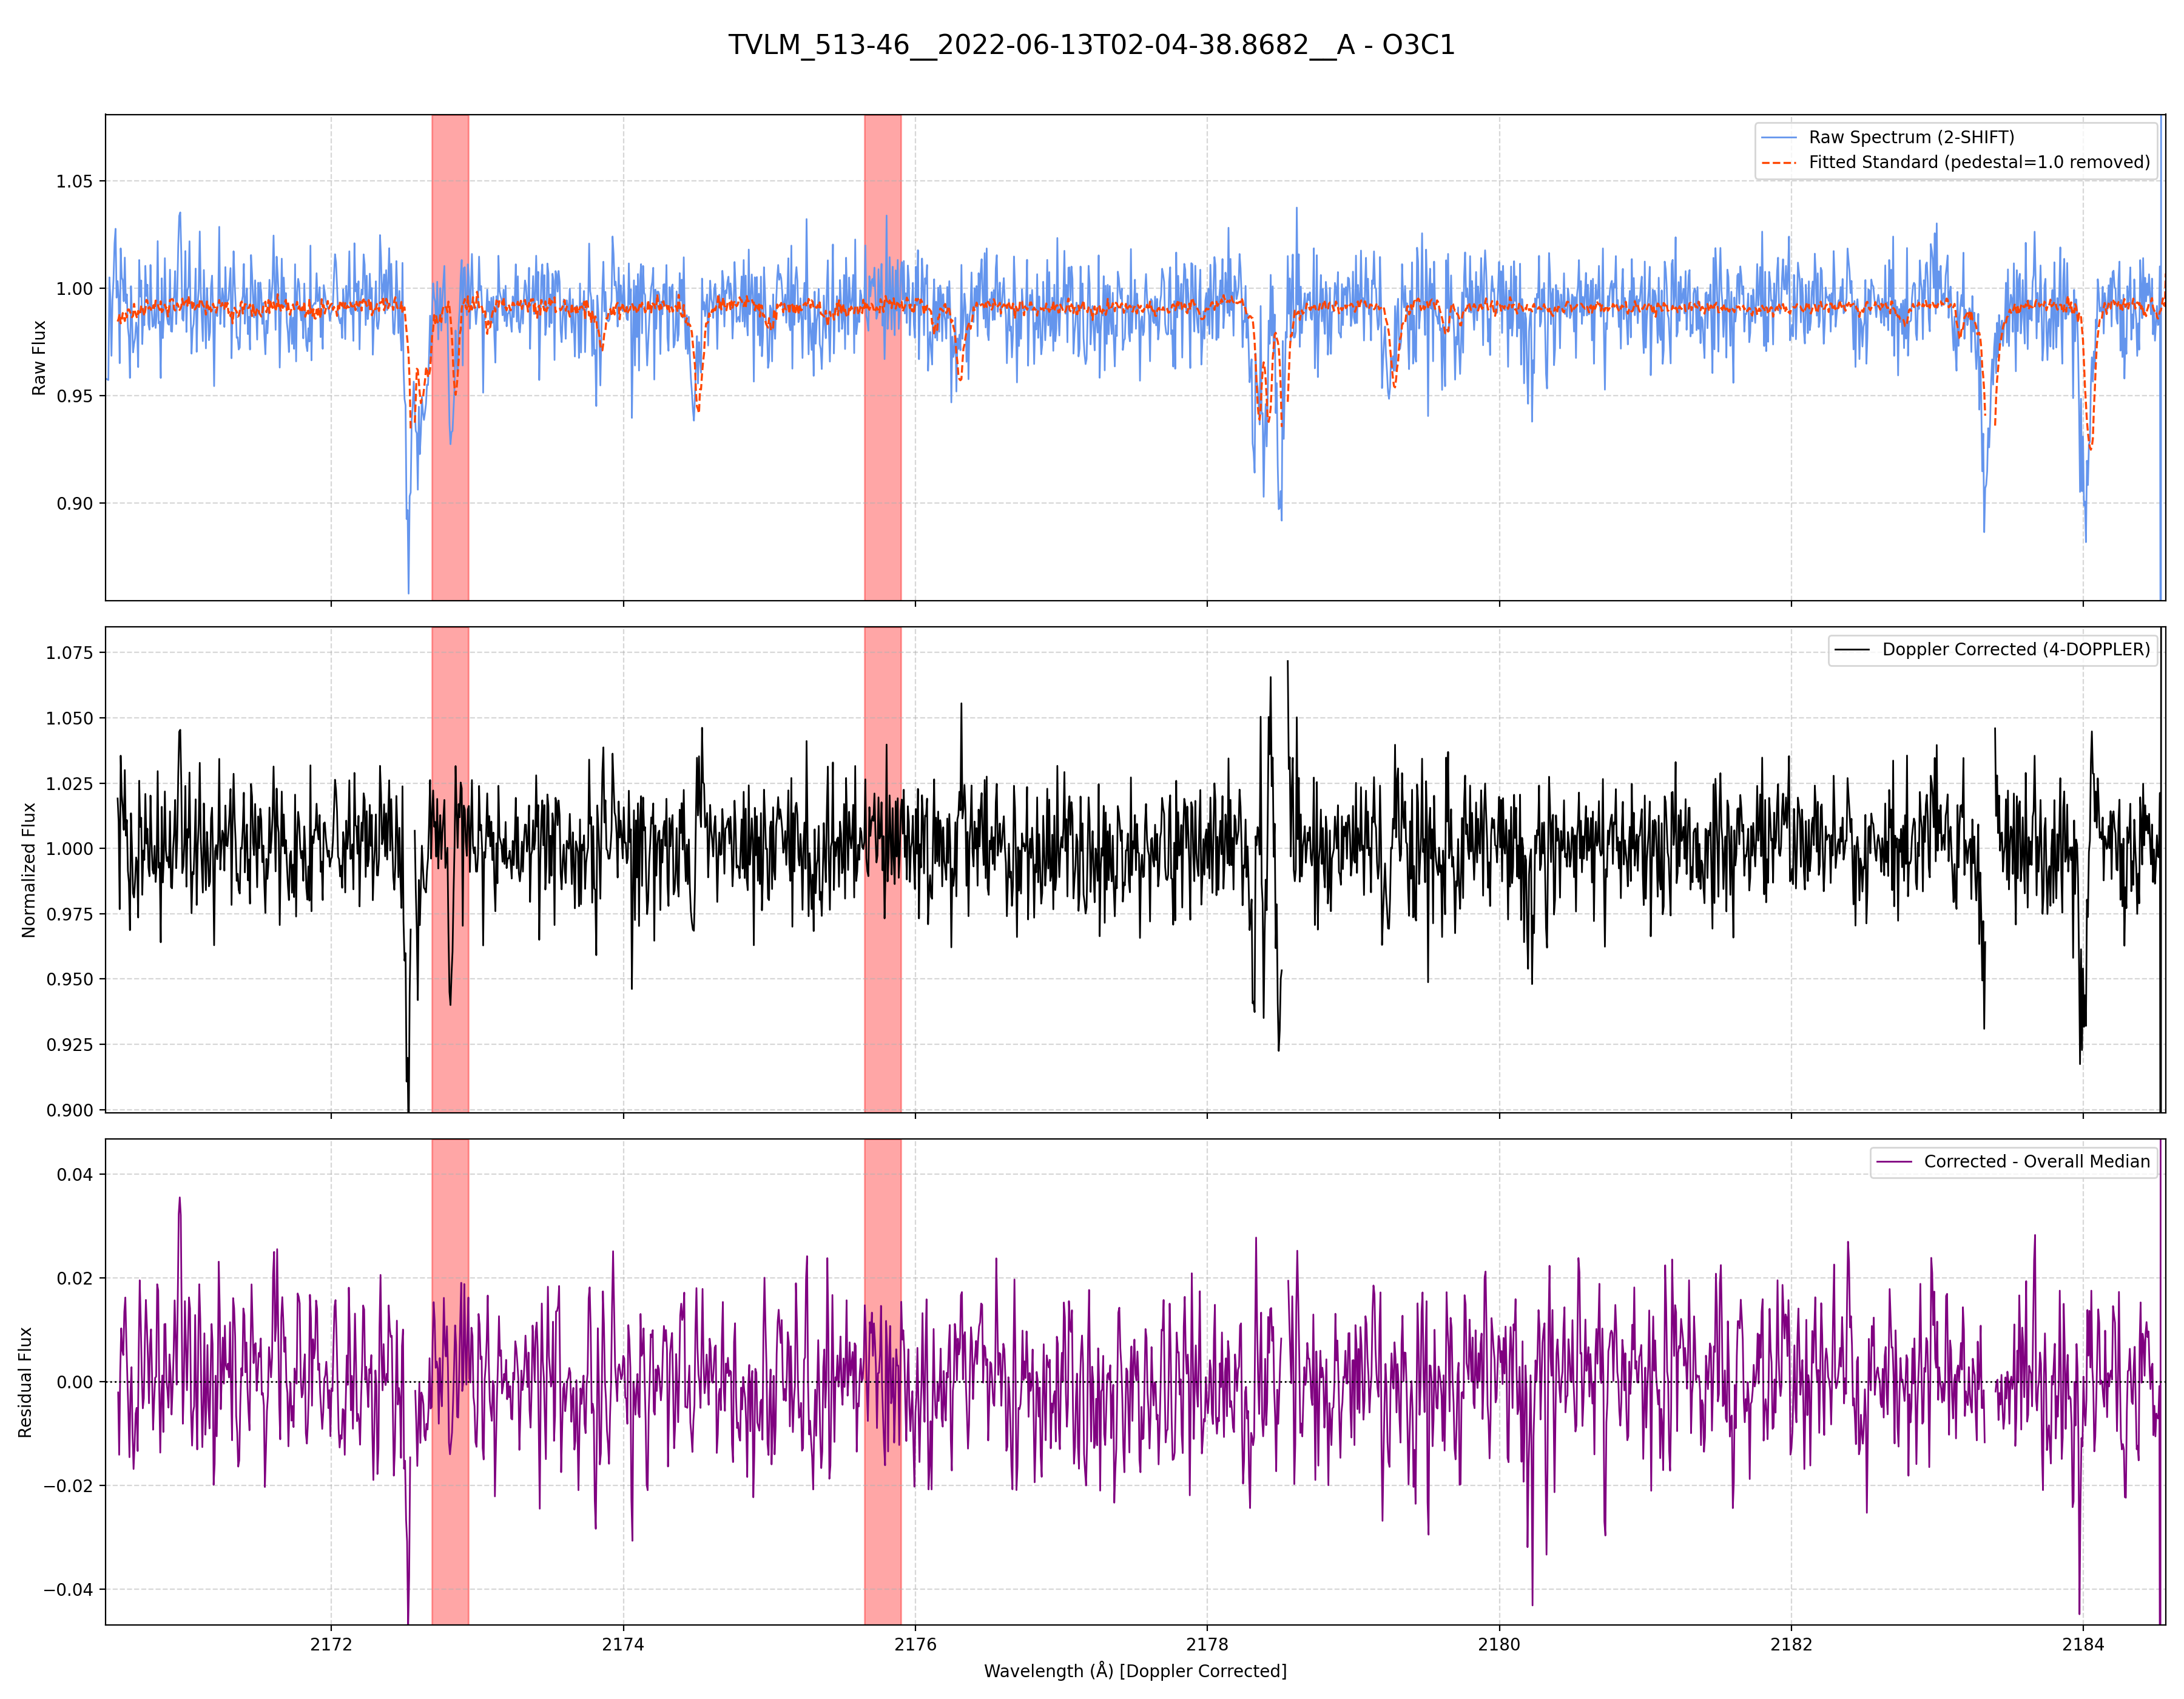 TVLM_513-46__2022-06-13T02-04-38.8682__A - O3C1
Raw Spectrum (2-SHIFT)
Fitted Standard (pedestal=1.0 removed)
1.05
1.00
0.95
0.90
Raw Flux
Doppler Corrected (4-DOPPLER)
1.075
1.050
1.025
1.000
0.975
0.950
0.925
0.900
Normalized Flux
Corrected - Overall Median
0.04
0.02
0.00
−0.02
−0.04
Residual Flux
2172 2174 2176 2178 2180 2182 2184
Wavelength (Å) [Doppler Corrected]